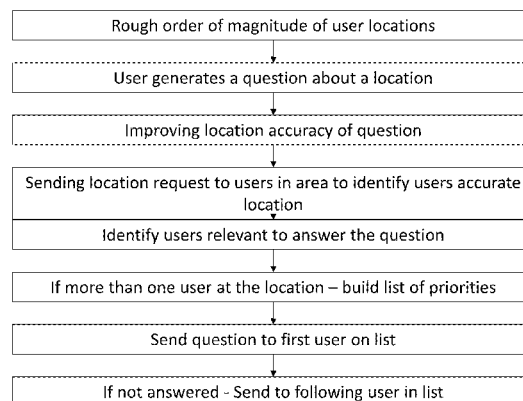 Rough order of magnitude of user locations
User generates a question about a location
Improving location accuracy of question
Sending location request to users in area to identify users accurate
location
Identify users relevant to answer the question
If more than one user at the location – build list of priorities
Send question to first user on list
If not answered - Send to following user in list